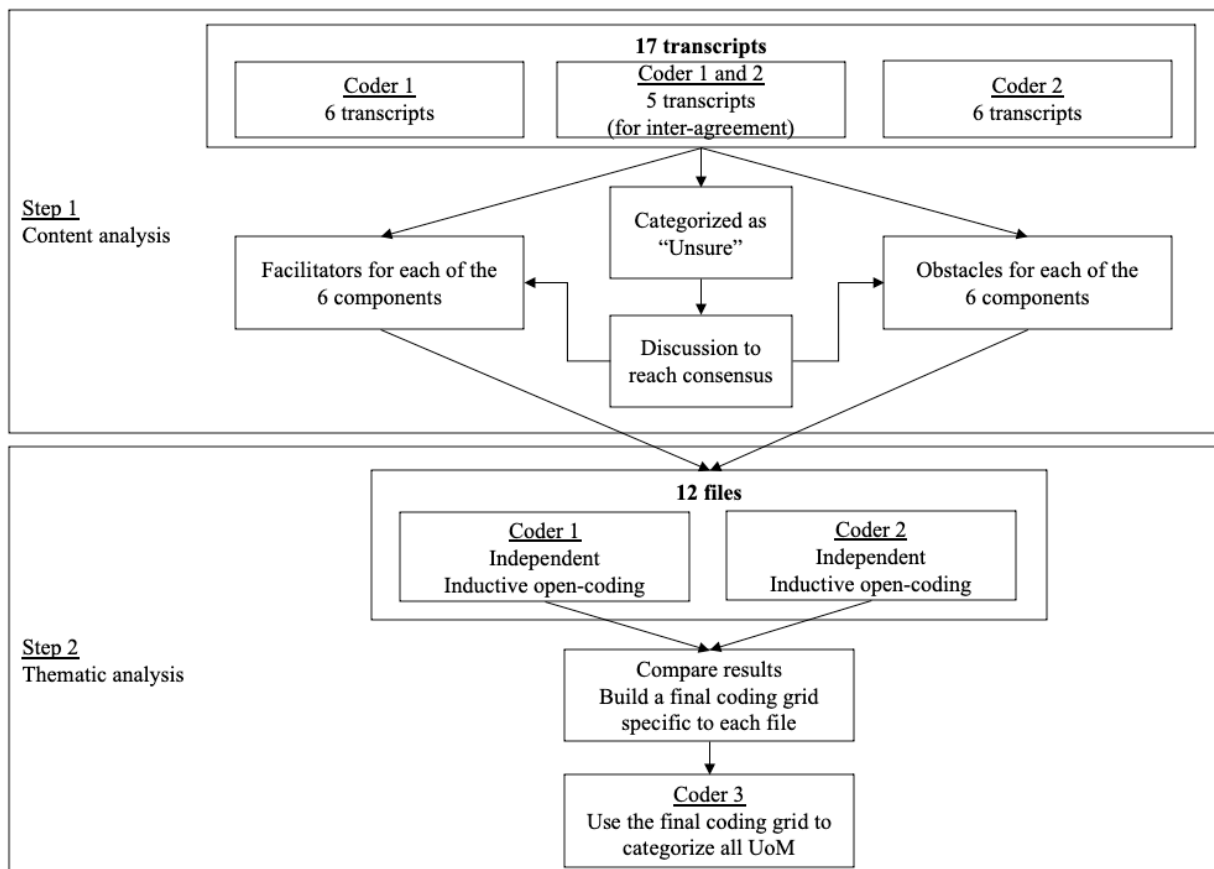 17 transcripts
Coder 1
6 transcripts
Coder 1 and 2
5 transcripts
(for inter-agreement)
Coder 2
6 transcripts
Step 1
Content analysis
Categorized as
“Unsure”
Facilitators for each of the
6 components
Obstacles for each of the
6 components
Discussion to
reach consensus
12 files
Coder 1
Independent
Inductive open-coding
Coder 2
Independent
Inductive open-coding
Step 2
Thematic analysis
Compare results
Build a final coding grid
specific to each file
Coder 3
Use the final coding grid to
categorize all UoM